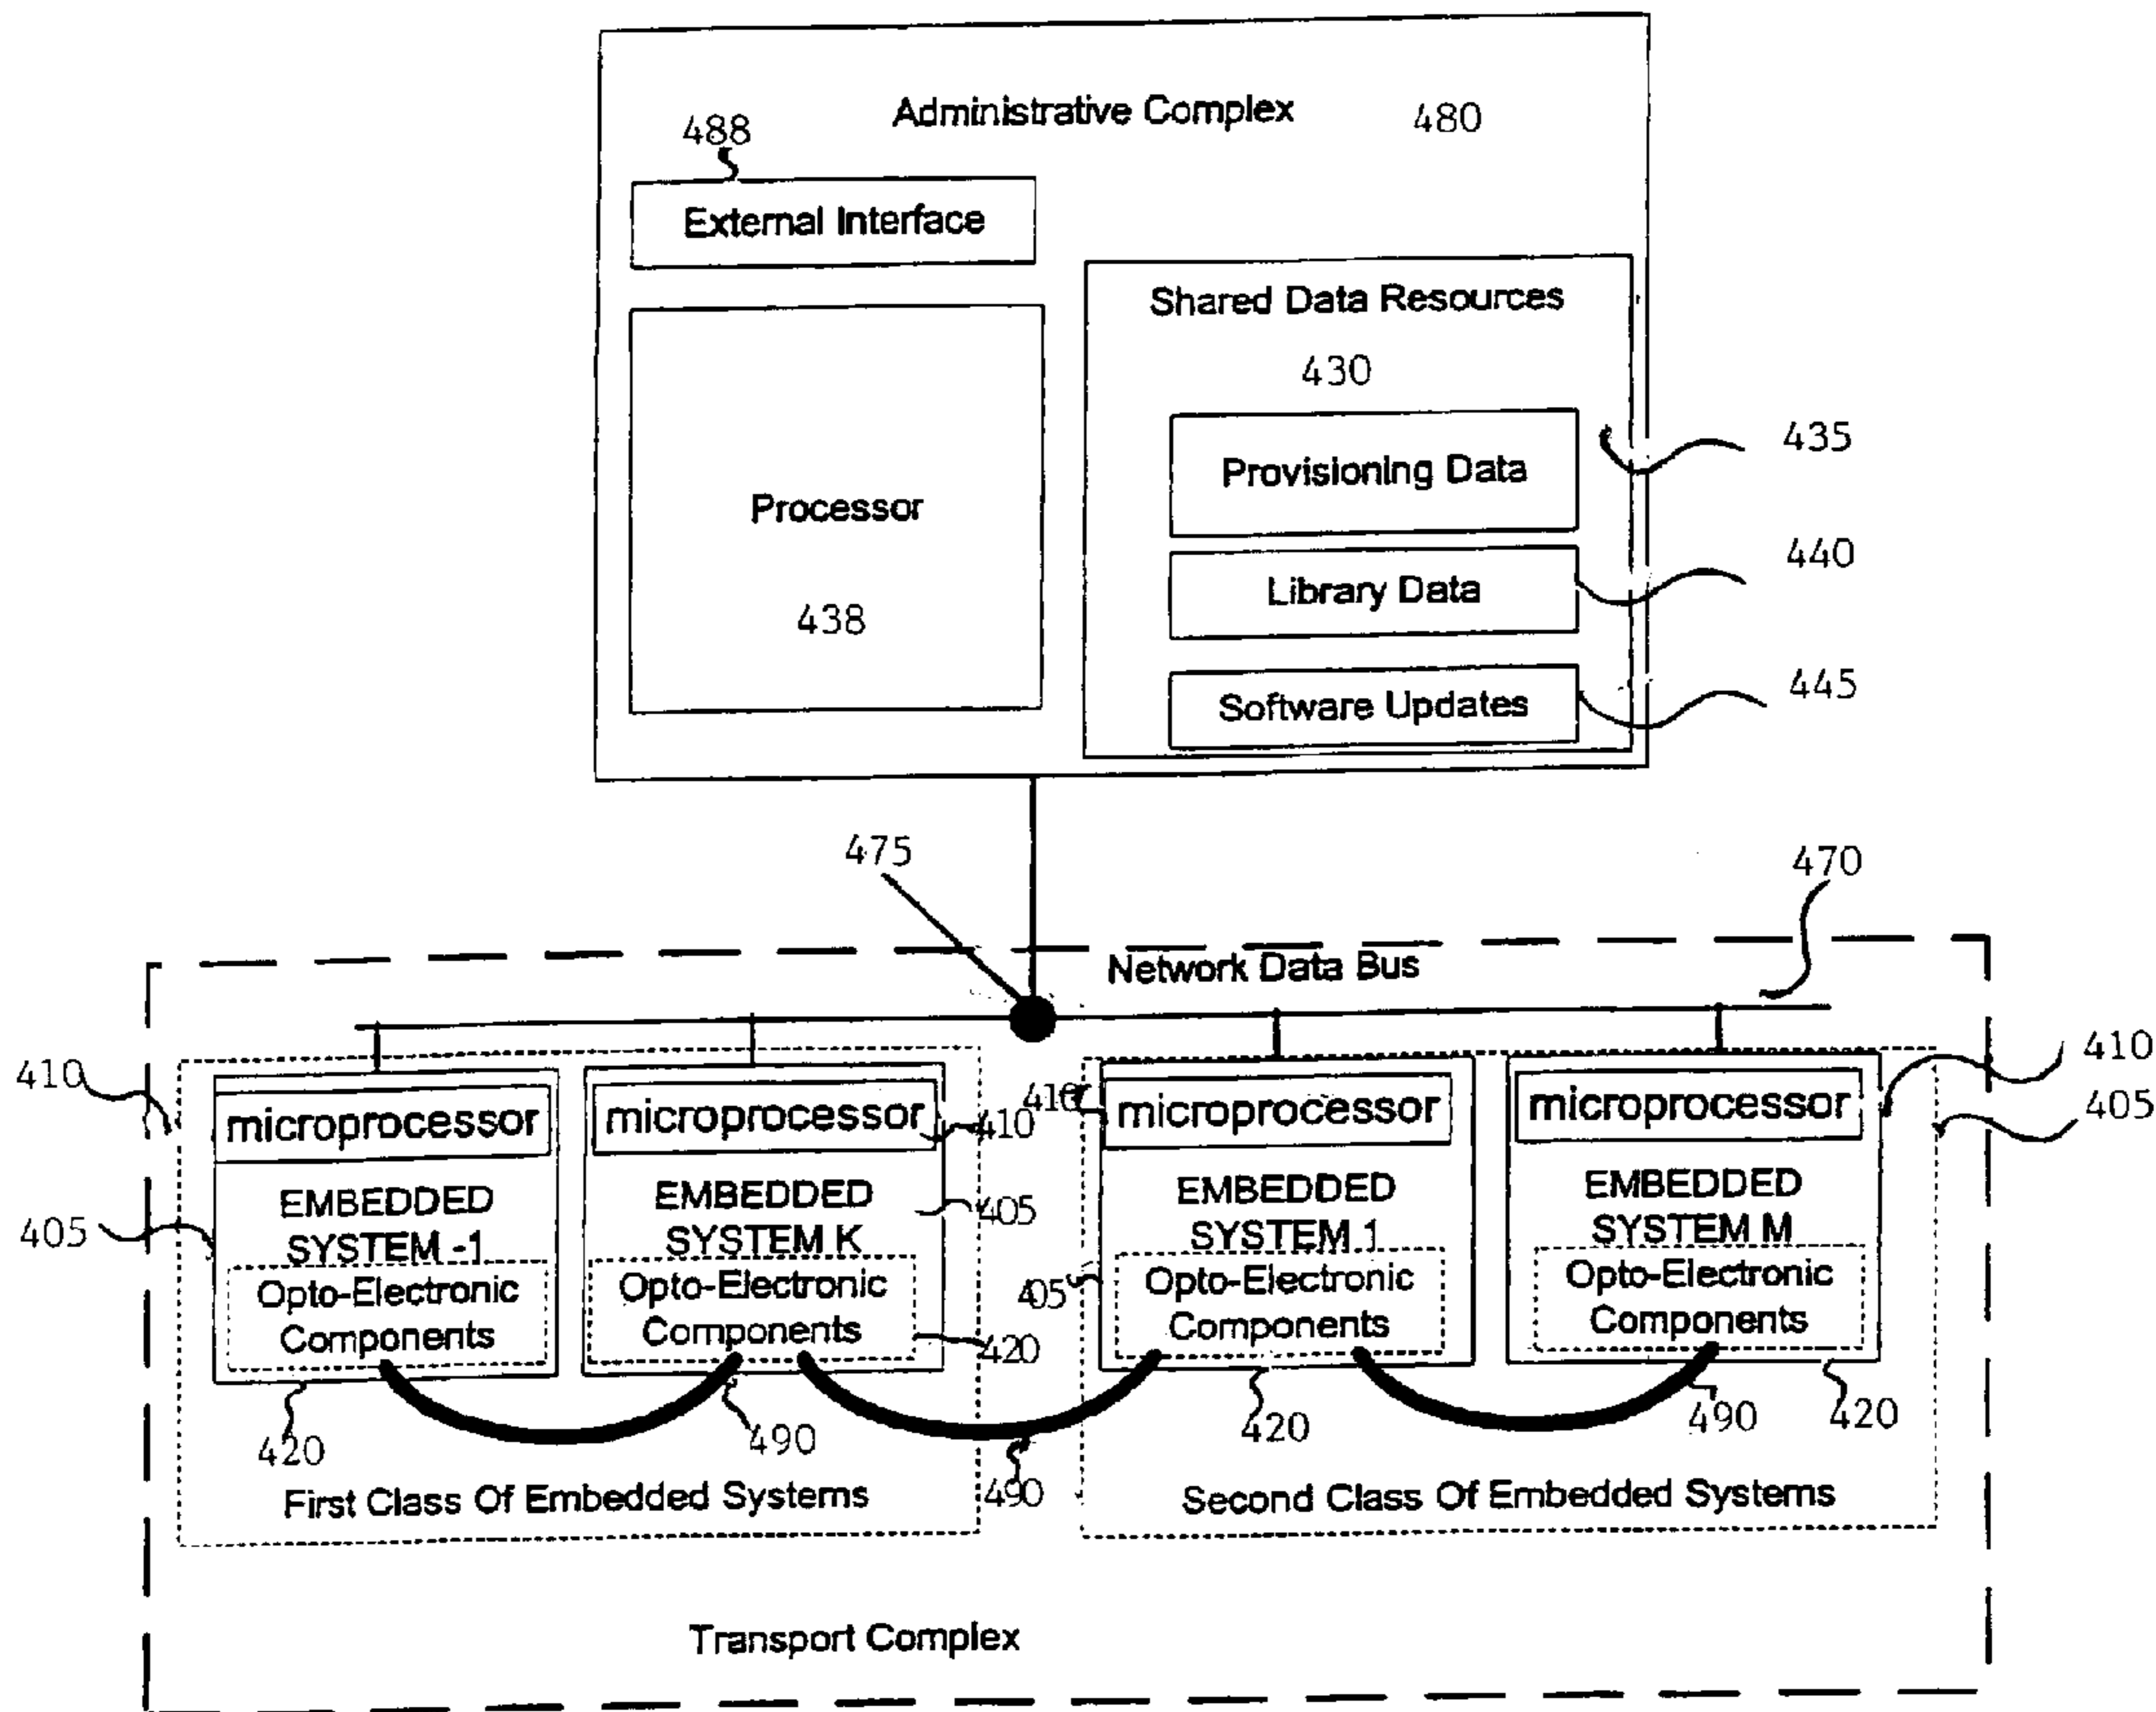 Administrative Complex 480
488
External Interface
Shared Data Resources
430
435
Provisioning Data
Processor
438
440
Library Data
445
Software Updates
475
470
Network Data Bus
410
microprocessor
EMBEDDED
SYSTEM -1
405
Opto-Electronic
Components
420
microprocessor
410
EMBEDDED
SYSTEM K
405
Opto-Electronic
Components
420
490
First Class Of Embedded Systems
490
410
microprocessor
EMBEDDED
SYSTEM 1
405
Opto-Electronic
Components
420
microprocessor
410
405
EMBEDDED
SYSTEM M
Opto-Electronic
Components
490
420
Second Class Of Embedded Systems
Transport Complex